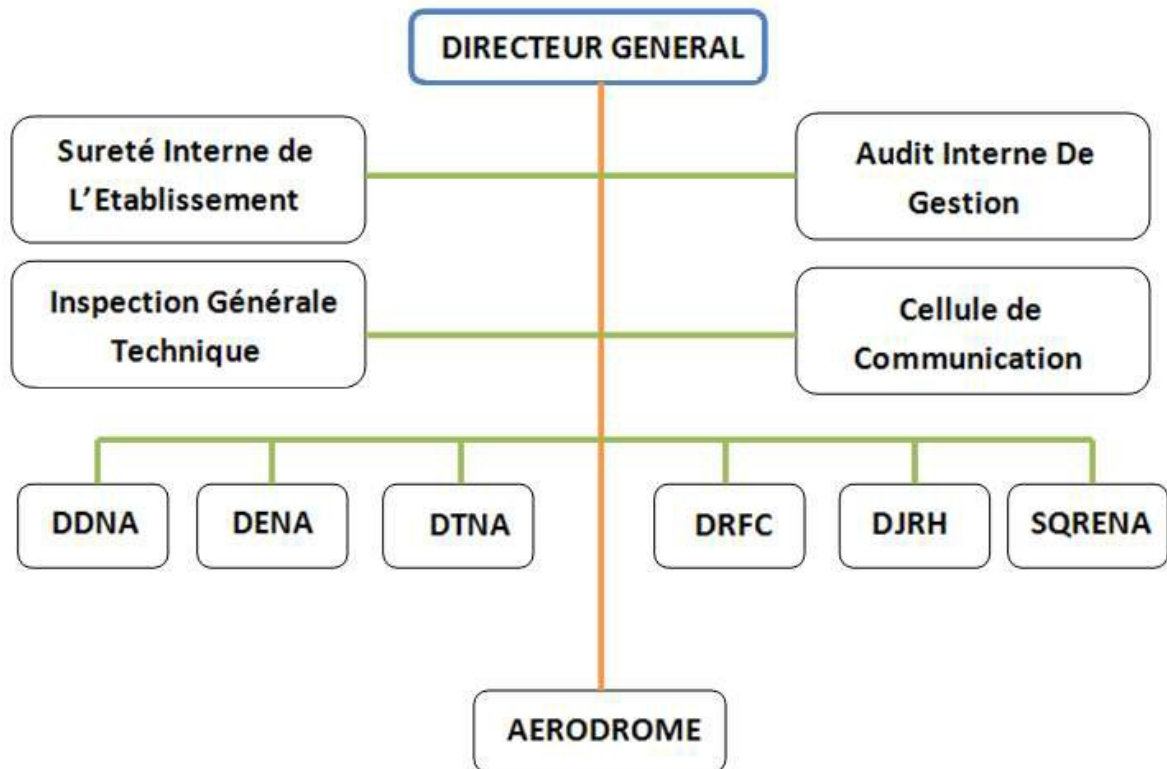 DIRECTEUR GENERAL
Sureté Interne de
L’Etablissement
Audit Interne De
Gestion
Inspection Générale
Technique
Cellule de
Communication
DDNA
DENA
DTNA
DRFC
DJRH
SQRENA
AERODROME